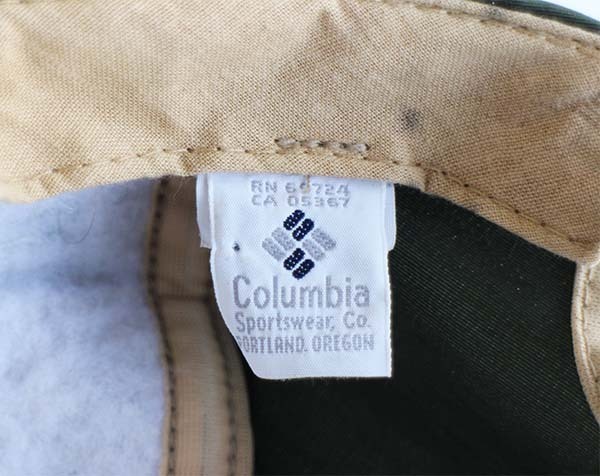 RN 69724
CA 05367
Columbia
Sportswear, Co.
PORTLAND, OREGON